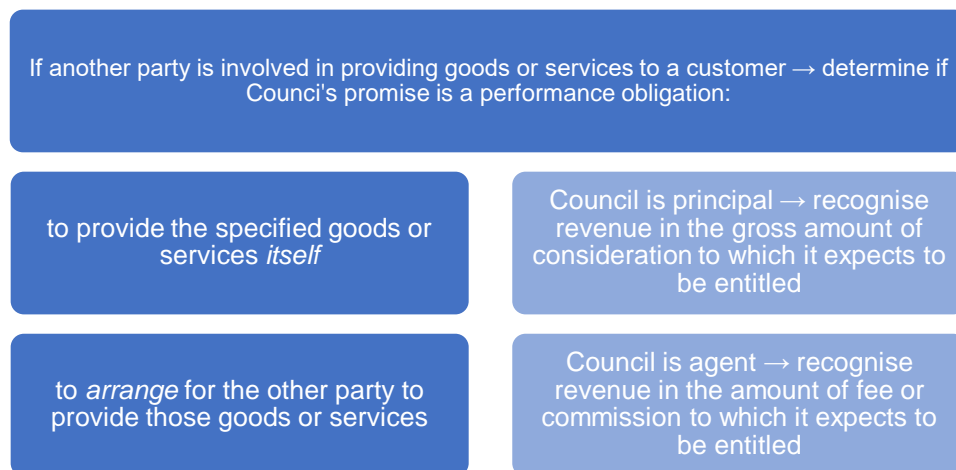 If another party is involved in providing goods or services to a customer → determine if
Counci's promise is a performance obligation:
to provide the specified goods or
services itself
Council is principal → recognise
revenue in the gross amount of
consideration to which it expects to
be entitled
to arrange for the other party to
provide those goods or services
Council is agent → recognise
revenue in the amount of fee or
commission to which it expects to
be entitled